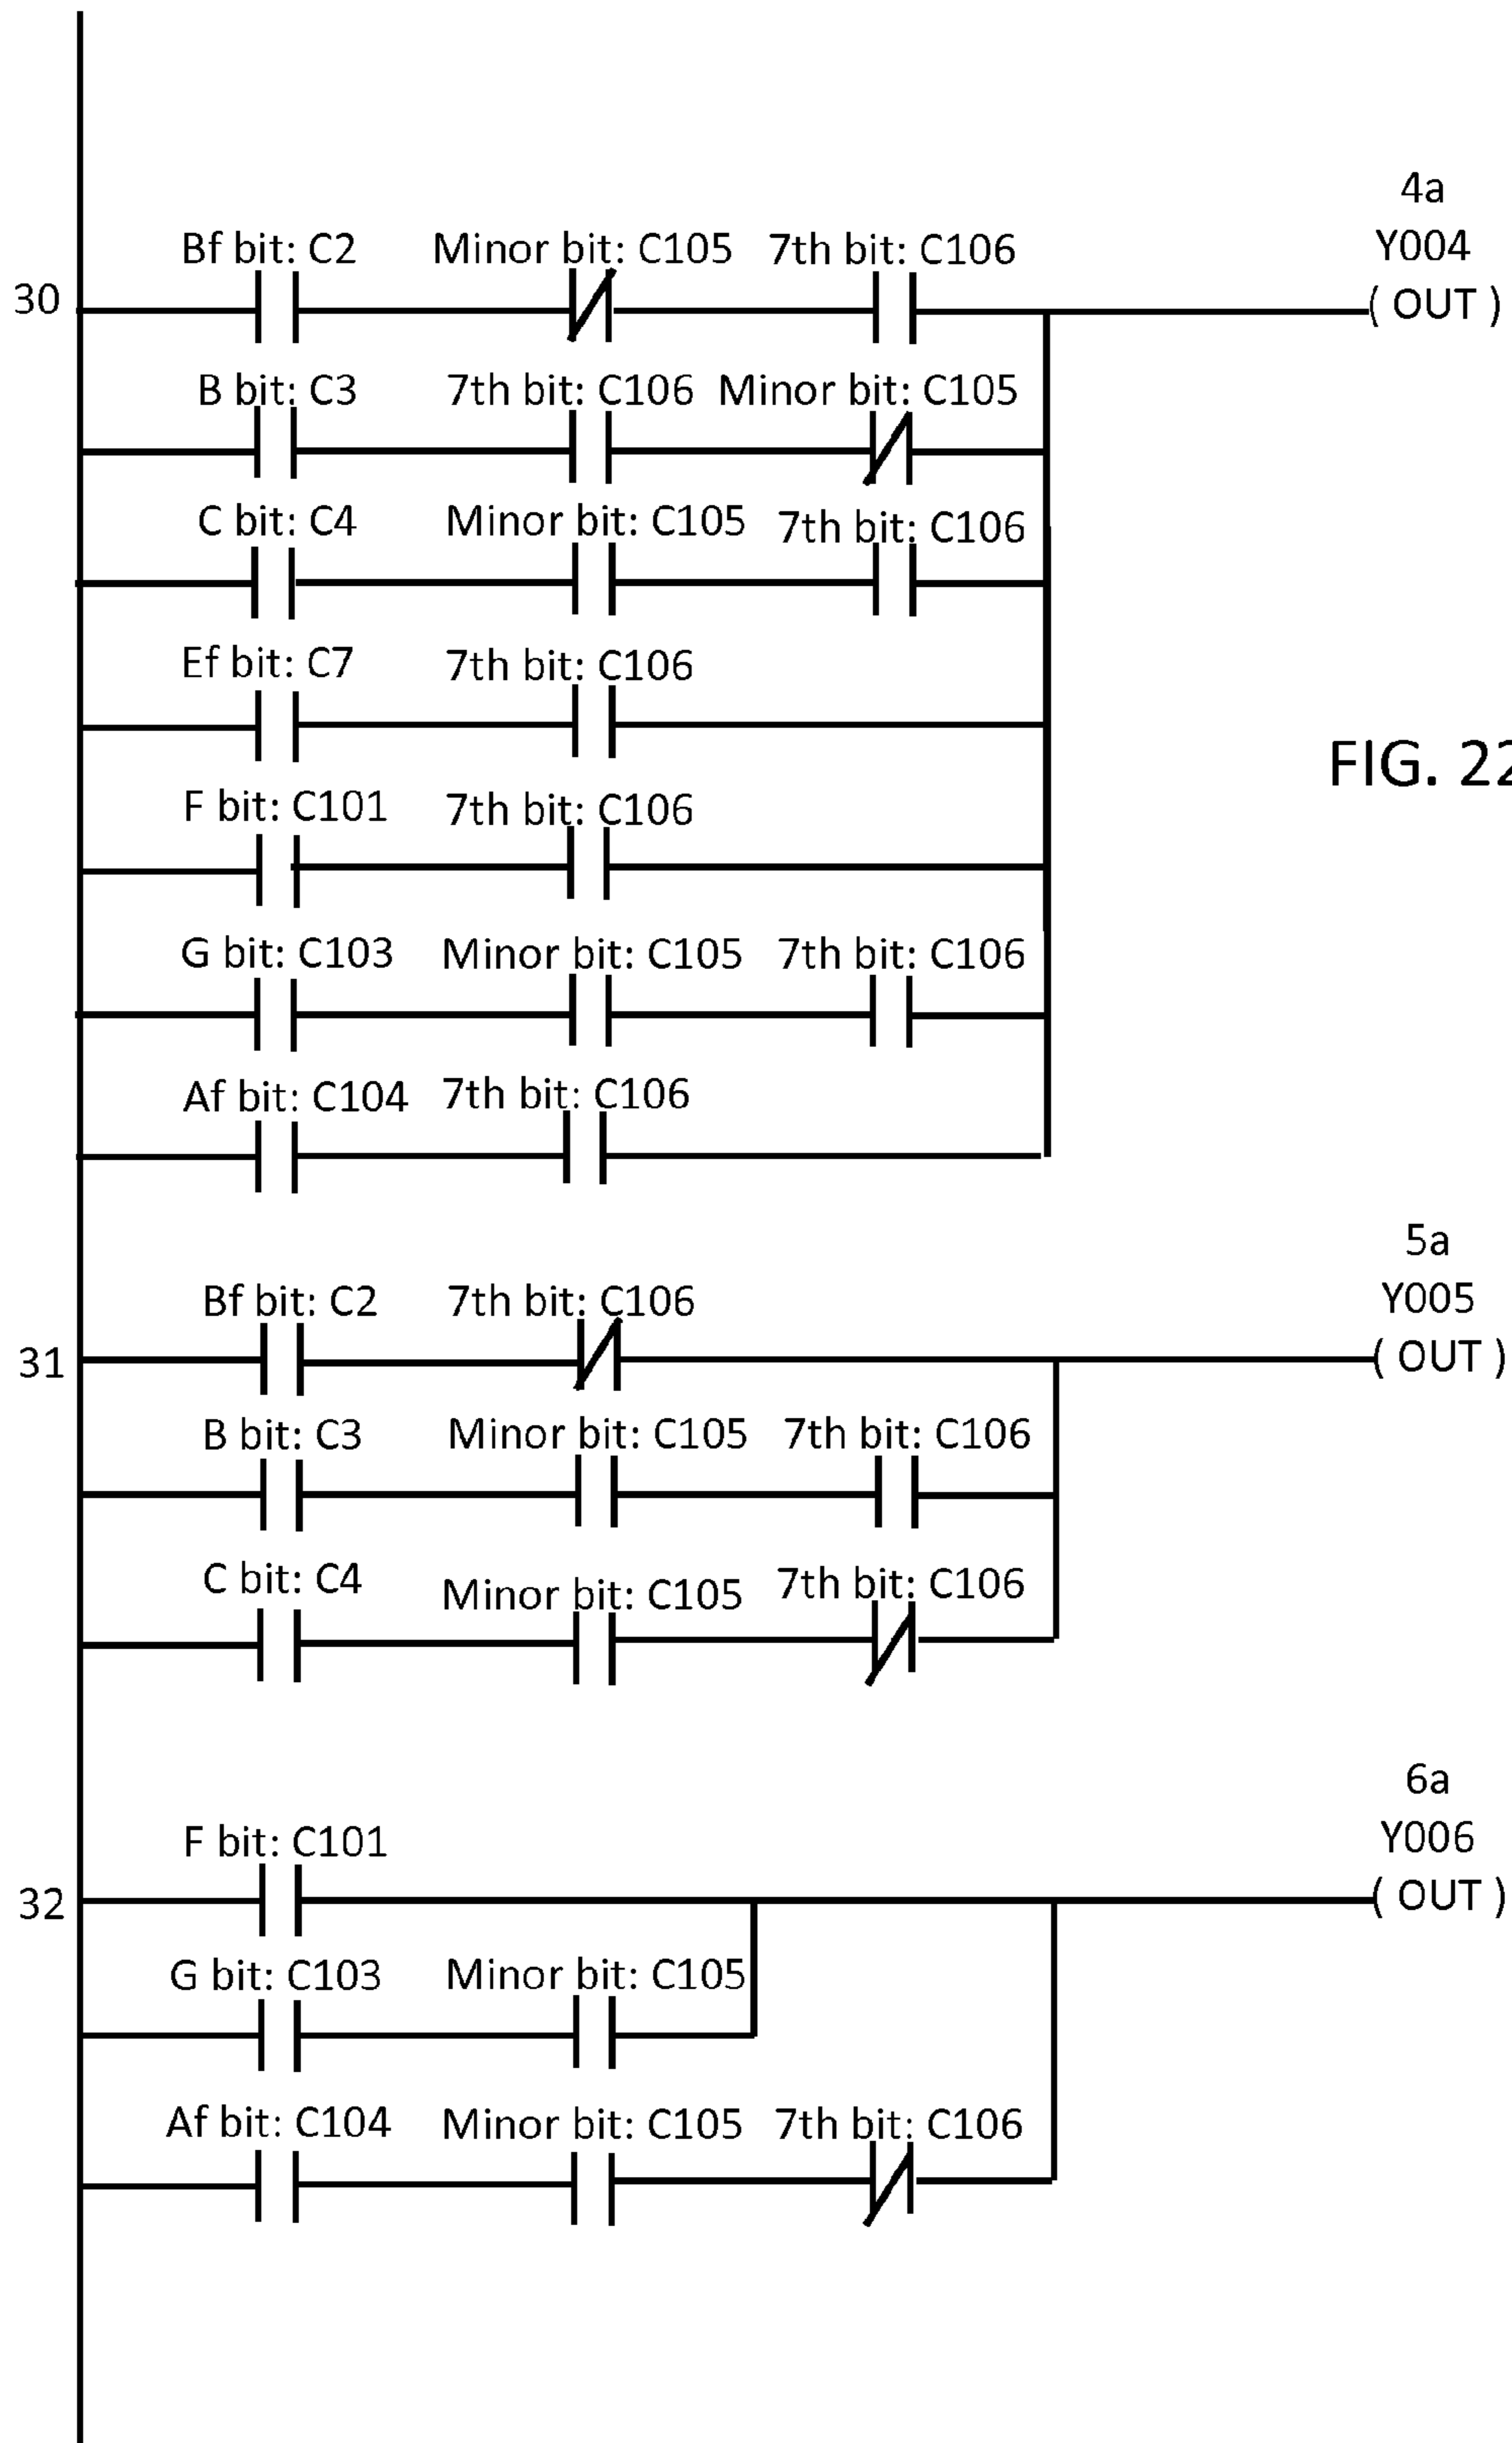 4a
Y004
Bf bit: C2 Minor bit: C105 7th bit: C106
30 ( OUT )
B bit: C3 7th bit: C106 Minor bit: C105
C bit: C4 Minor bit: C105 7th bit: C106
Ef bit: C7 7th bit: C106
FIG. 22
F bit: C101 7th bit: C106
G bit: C103 Minor bit: C105 7th bit: C106
Af bit: C104 7th bit: C106
5a
Y005
Bf bit: C2 7th bit: C106
31 ( OUT )
B bit: C3 Minor bit: C105 7th bit: C106
C bit: C4 Minor bit: C105 7th bit: C106
6a
Y006
F bit: C101
32 ( OUT )
G bit: C103 Minor bit: C105
Af bit: C104 Minor bit: C105 7th bit: C106